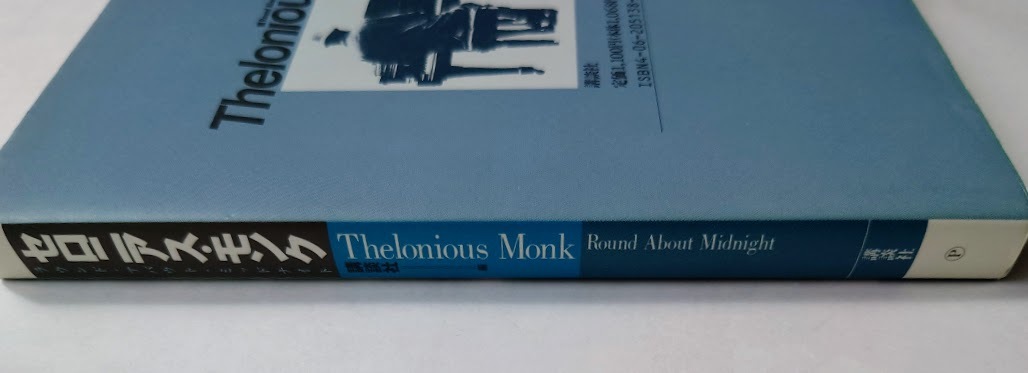 Thelonious
講談社
定価1,100円
ISBN4-06-205138-
セロニアス・モンク
ラウンド・アバウト・ミッドナイト
Thelonious Monk
講談社
編
Round About Midnight
講談社
P